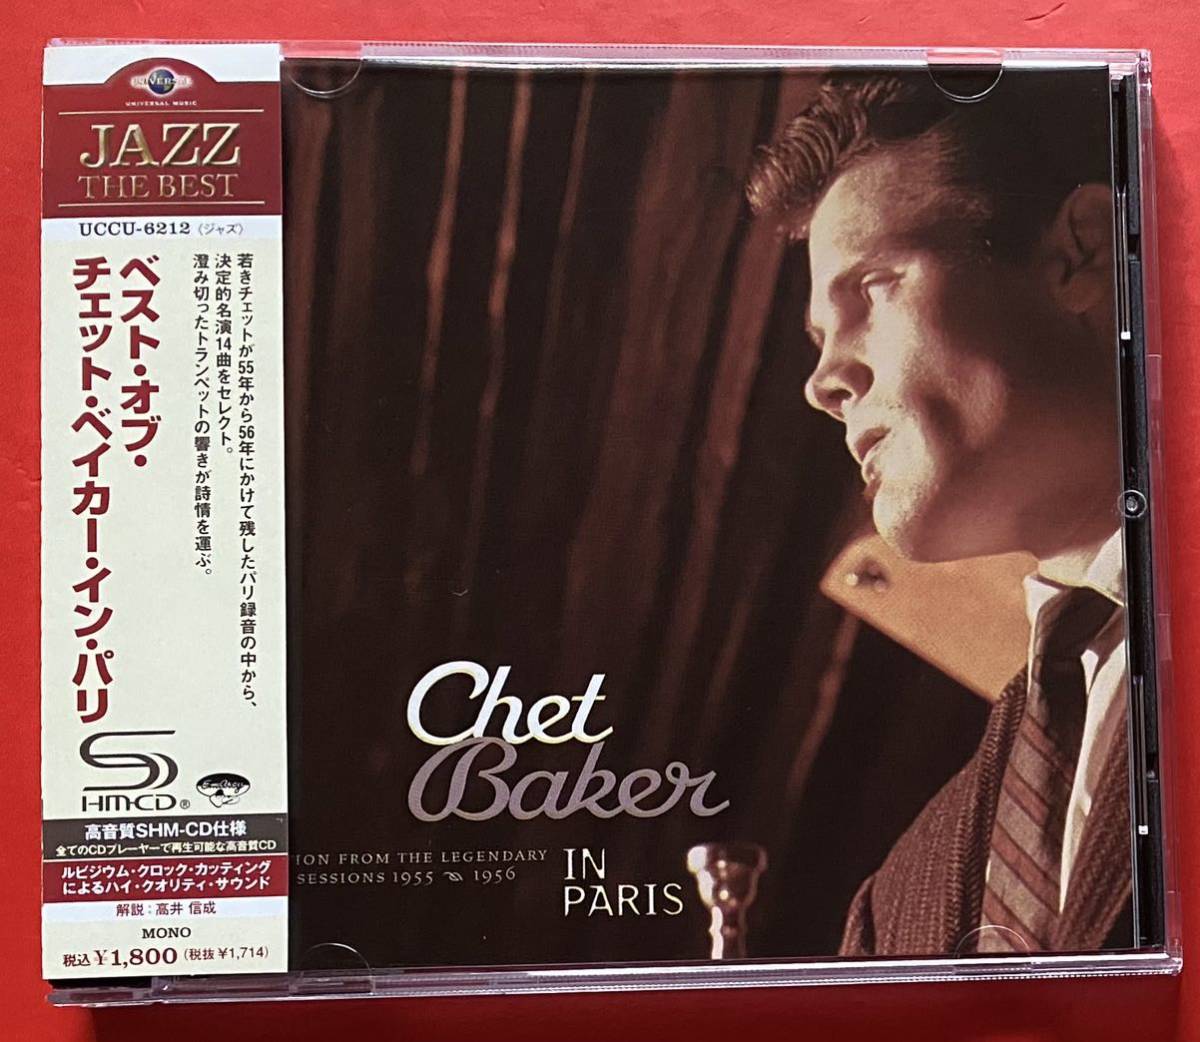 UNIVERSAL
UNIVERSAL MUSIC
JAZZ
THE BEST
UCCU-6212〈ジャズ〉
ベスト・オブ・
チェット・ベイカー・イン・パリ
若きチェットが55年から56年にかけて残したパリ録音の中から、
決定的名演14曲をセレクト。
澄み切ったトランペットの響きが詩情を運ぶ。
SHM-CD®
EmArcy
高音質SHM-CD仕様
全てのCDプレーヤーで再生可能な高音質CD
ルビジウム・クロック・カッティング
によるハイ・クオリティ・サウンド
解説：高井 信成
MONO
税込¥1,800(税抜¥1,714)
Chet
Baker
ION FROM THE LEGENDARY
SESSIONS 1955 1956
IN
PARIS